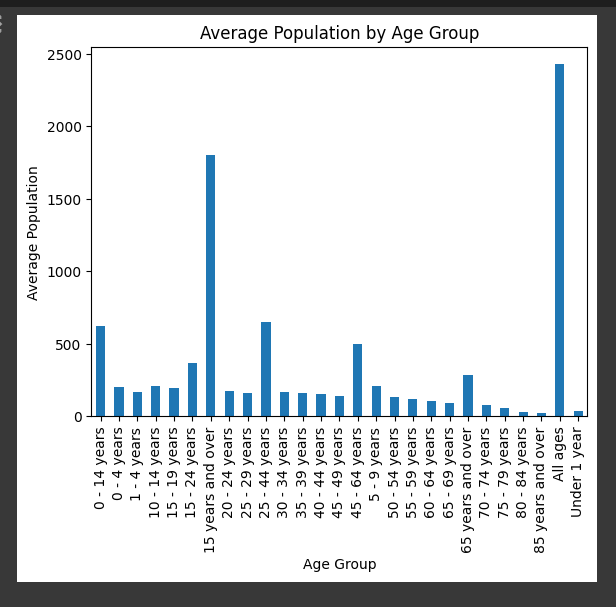 Average Population by Age Group
Average Population
2500
2000
1500
1000
500
0
0 - 14 years
0 - 4 years
1 - 4 years
10 - 14 years
15 - 19 years
15 - 24 years
15 years and over
20 - 24 years
25 - 29 years
25 - 44 years
30 - 34 years
35 - 39 years
40 - 44 years
45 - 49 years
45 - 64 years
5 - 9 years
50 - 54 years
55 - 59 years
60 - 64 years
65 - 69 years
65 years and over
70 - 74 years
75 - 79 years
80 - 84 years
85 years and over
All ages
Under 1 year
Age Group